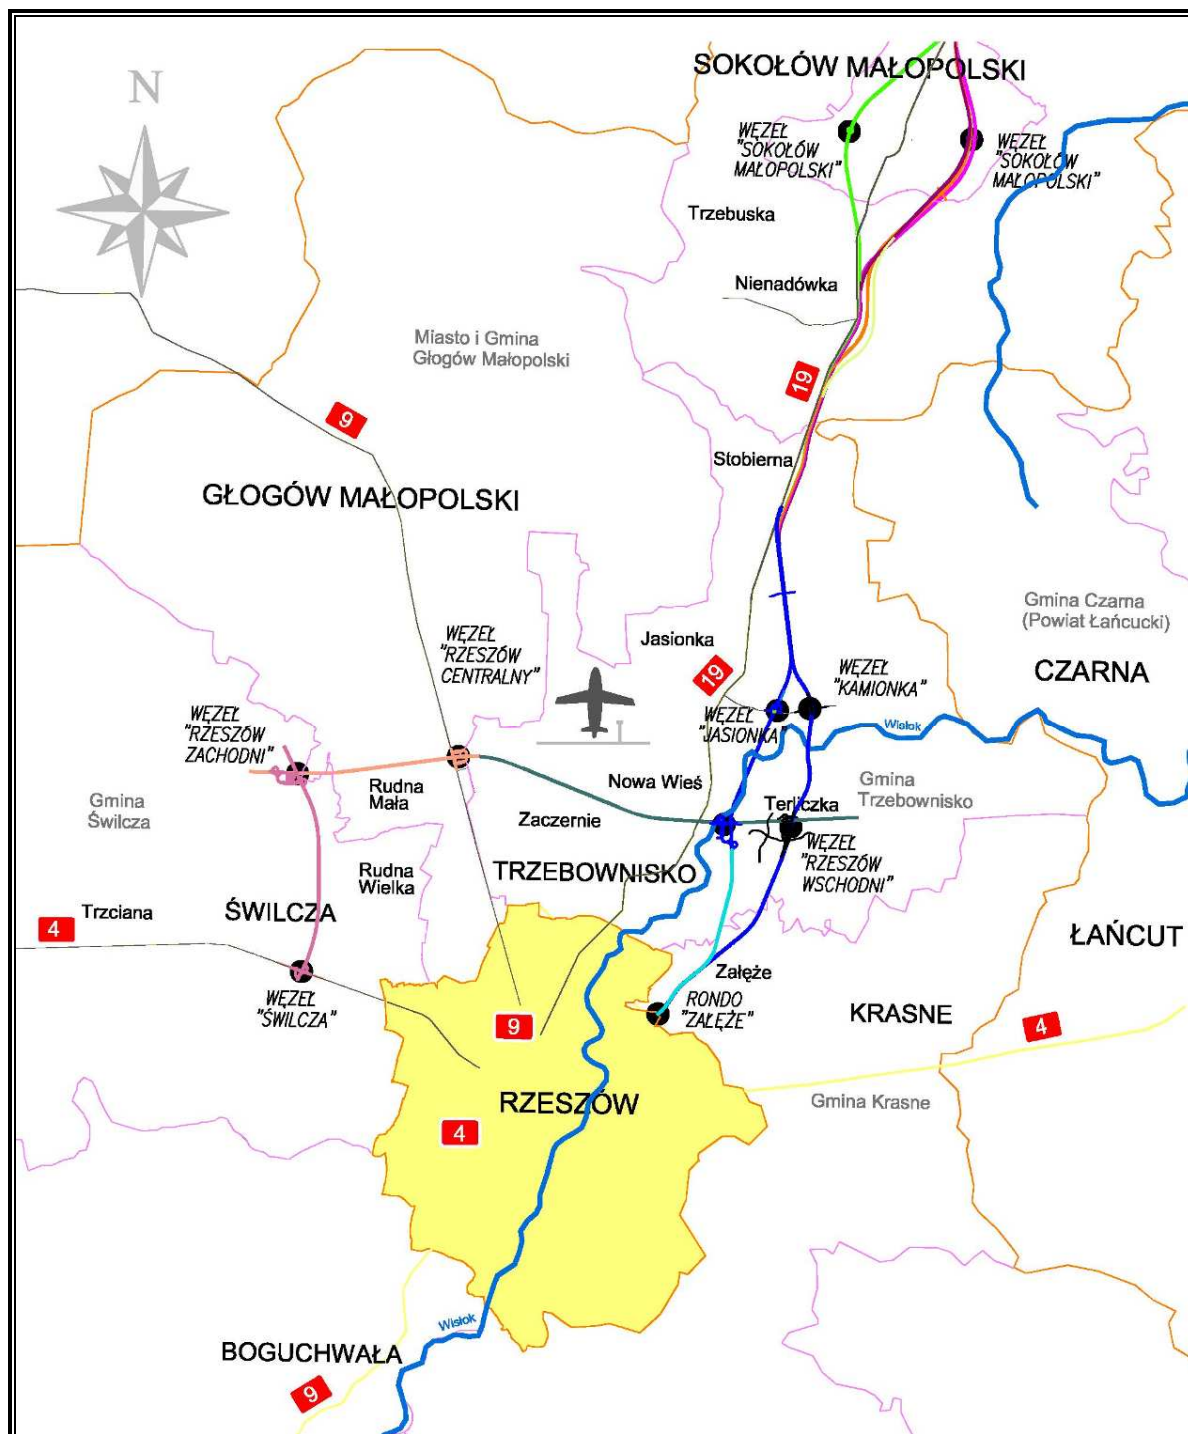 N
SOKOŁÓW MAŁOPOLSKI
WĘZEŁ
"SOKOŁÓW
MAŁOPOLSKI"
WĘZEŁ
"SOKOŁÓW
MAŁOPOLSKI"
Trzebuska
Nienadówka
Miasto i Gmina
Głogów Małopolski
19
9
Stobierna
GŁOGÓW MAŁOPOLSKI
Gmina Czarna
(Powiat Łańcucki)
CZARNA
WĘZEŁ
"RZESZÓW
CENTRALNY"
Jasionka
19
WĘZEŁ
"KAMIONKA"
WĘZEŁ
"JASIONKA
Wisłok
WĘZEŁ
"RZESZÓW
ZACHODNI"
Gmina
Świlcza
Rudna
Mała
Nowa Wieś
Zaczernie
Terliczka
Gmina
Trzebownisko
WĘZEŁ
"RZESZÓW
WSCHODNI"
TRZEBOWNISKO
Rudna
Wielka
ŚWILCZA
Trzciana
4
ŁAŃCUT
WĘZEŁ
"ŚWILCZA"
Załęże
RONDO
"ZAŁĘŻE"
KRASNE
4
9
RZESZÓW
Gmina Krasne
4
Wisłok
BOGUCHWAŁA
9